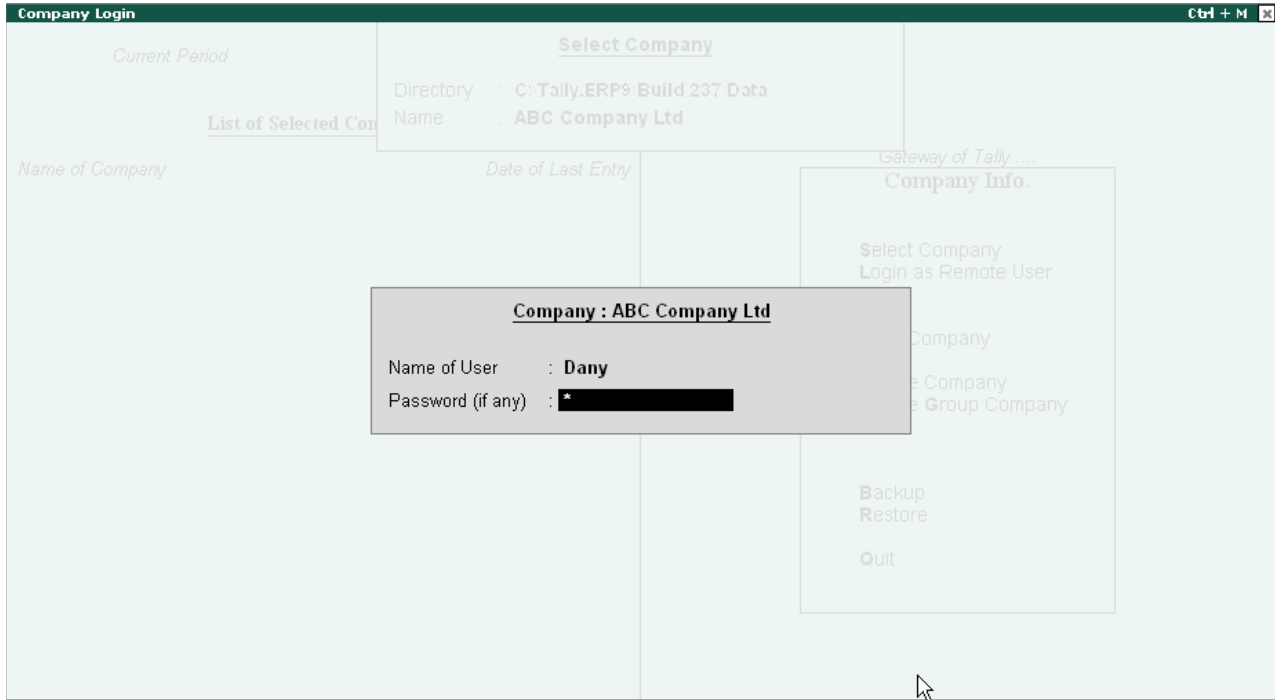 Company Login Ctrl + M
Current Period
Select Company
Directory : C:\Tally.ERP9 Build 237\Data
Name : ABC Company Ltd
List of Selected Com
Name of Company Date of Last Entry
Gateway of Tally ....
Company Info.
Select Company
Login as Remote User
Company : ABC Company Ltd
Name of User : Dany
Password (if any) : *
Company
Company
Group Company
Backup
Restore
Quit